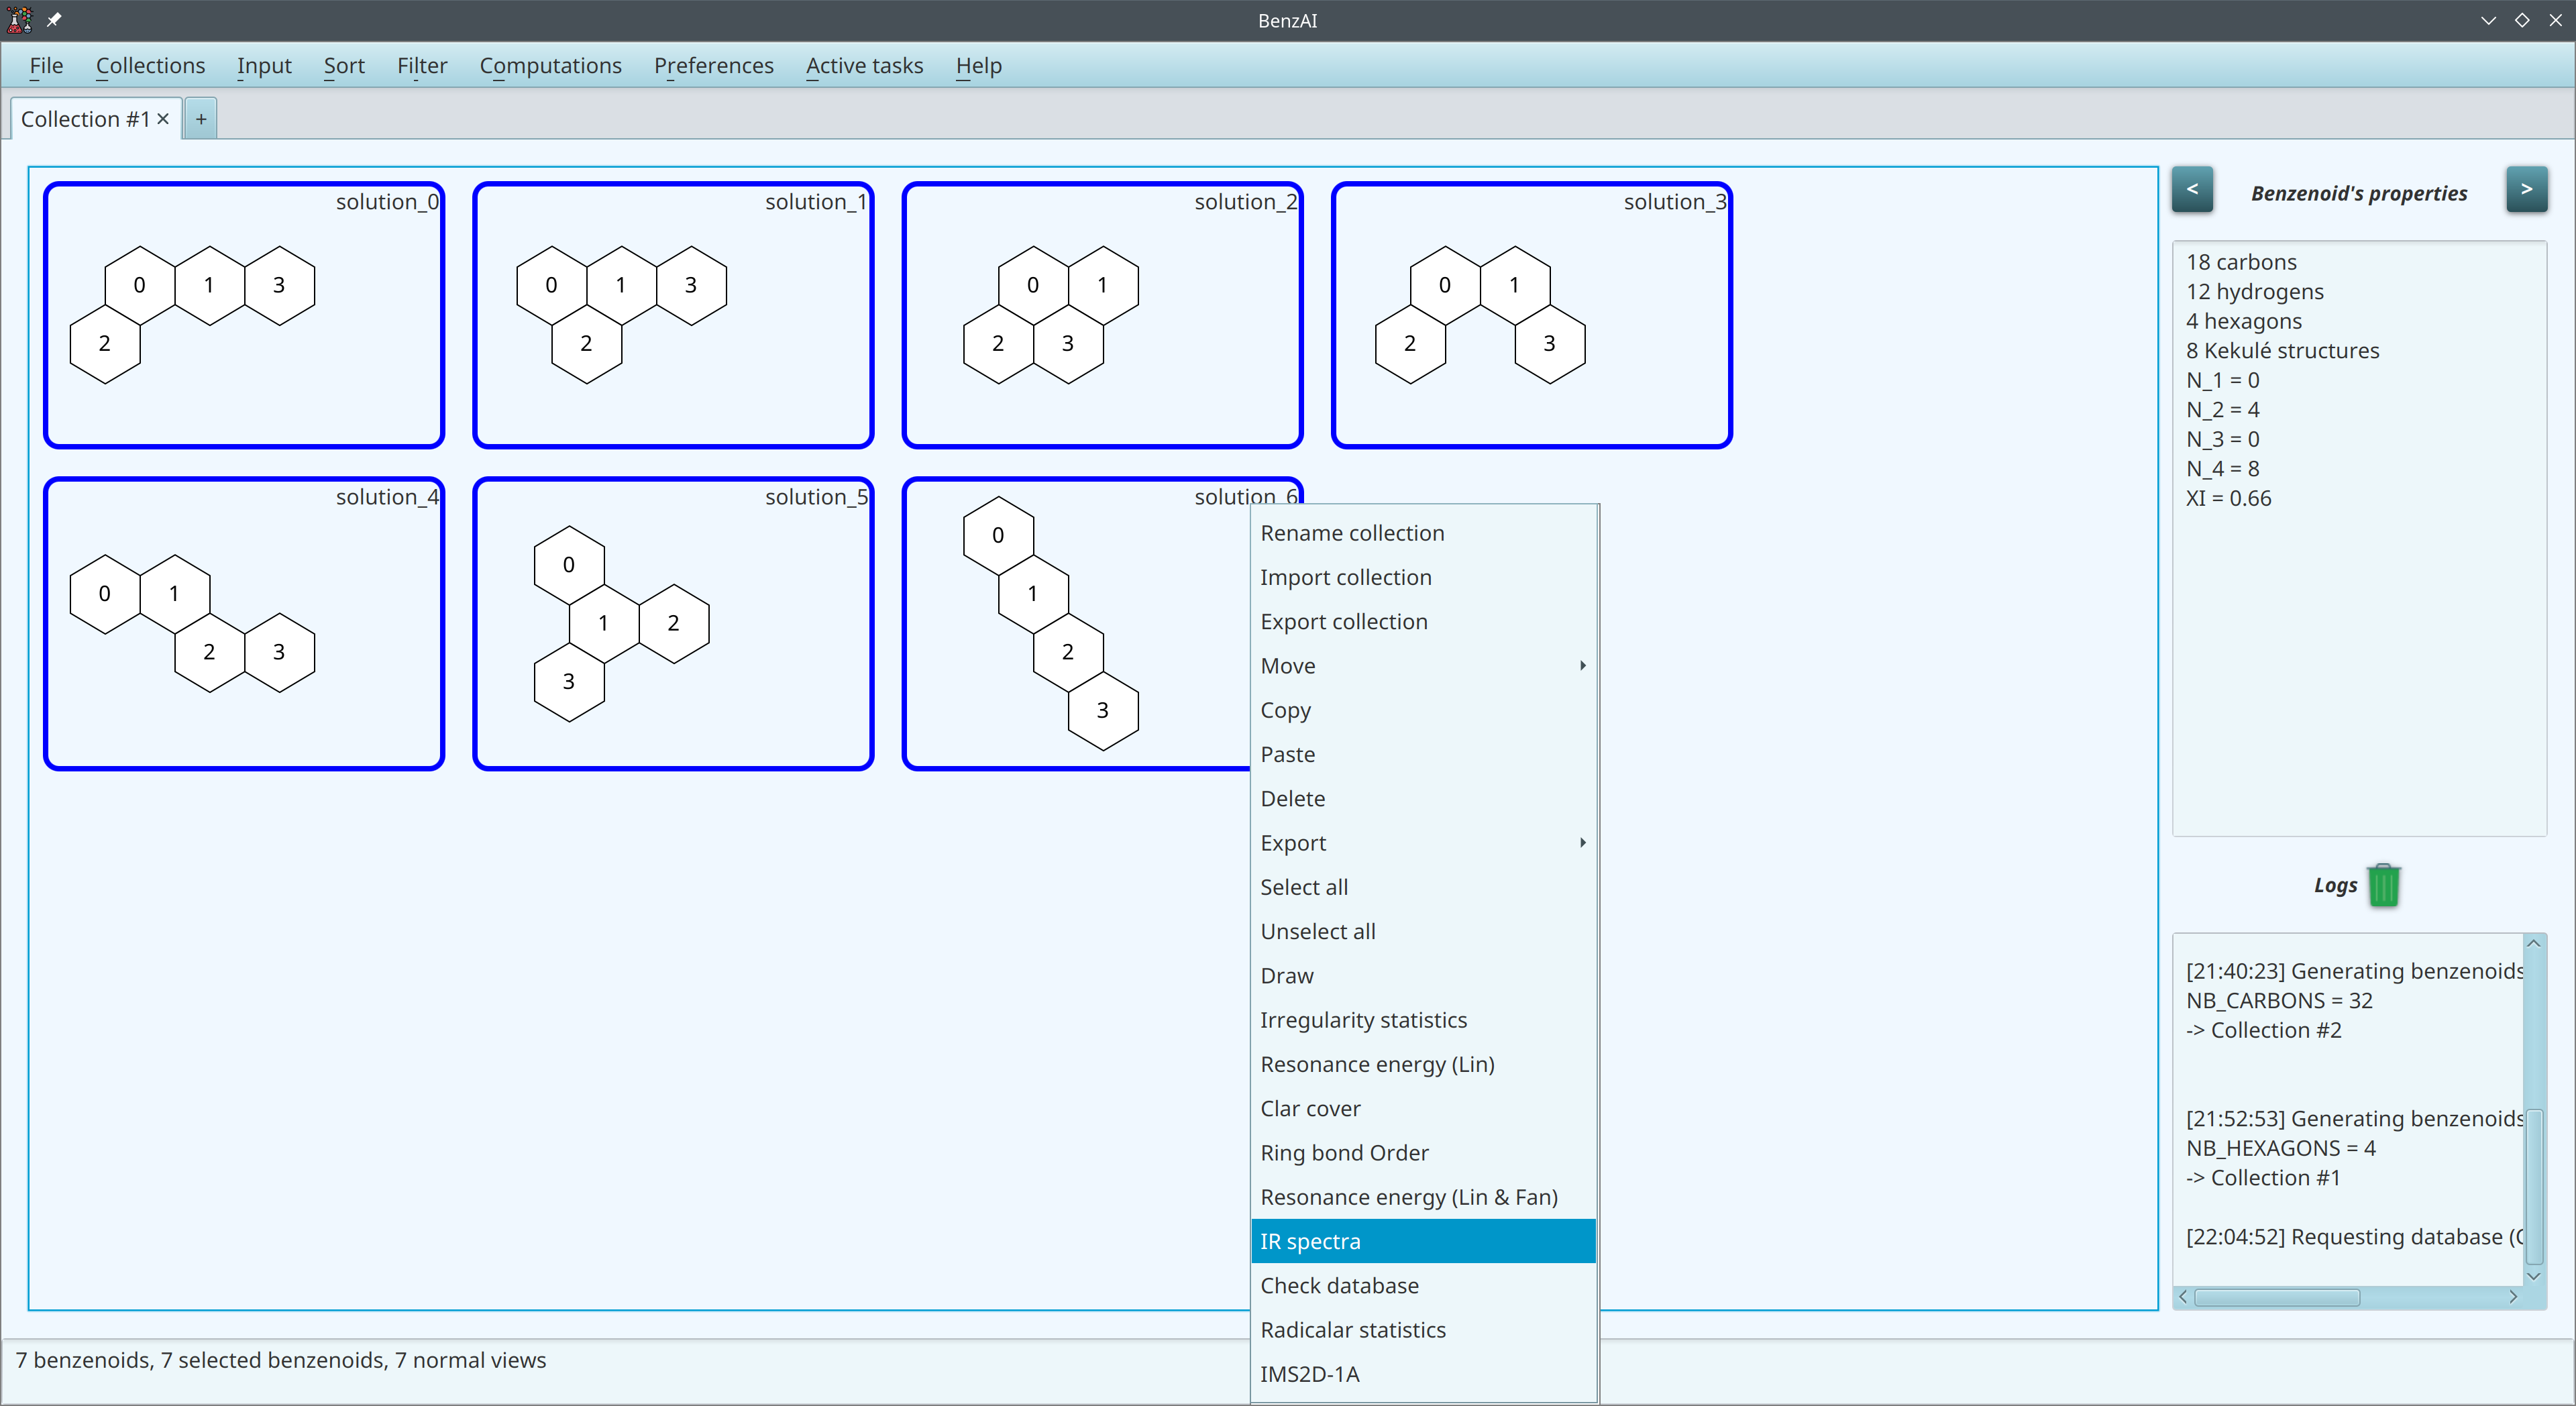 BenzAI
File Collections Input Sort Filter Computations Preferences Active tasks Help
Collection #1 × +
solution_0
0 1 3
2
solution_1
0 1 3
2
solution_2
0 1
2 3
solution_3
0 1
2 3
solution_4
0 1
2 3
solution_5
0
1 2
3
solution_6
0
1
2
3
Rename collection
Import collection
Export collection
Move
Copy
Paste
Delete
Export
Select all
Unselect all
Draw
Irregularity statistics
Resonance energy (Lin)
Clar cover
Ring bond Order
Resonance energy (Lin & Fan)
IR spectra
Check database
Radicalar statistics
IMS2D-1A
< Benzenoid's properties >
18 carbons
12 hydrogens
4 hexagons
8 Kekulé structures
N_1 = 0
N_2 = 4
N_3 = 0
N_4 = 8
XI = 0.66
Logs
[21:40:23] Generating benzenoids
NB_CARBONS = 32
-> Collection #2
[21:52:53] Generating benzenoids
NB_HEXAGONS = 4
-> Collection #1
[22:04:52] Requesting database (
7 benzenoids, 7 selected benzenoids, 7 normal views